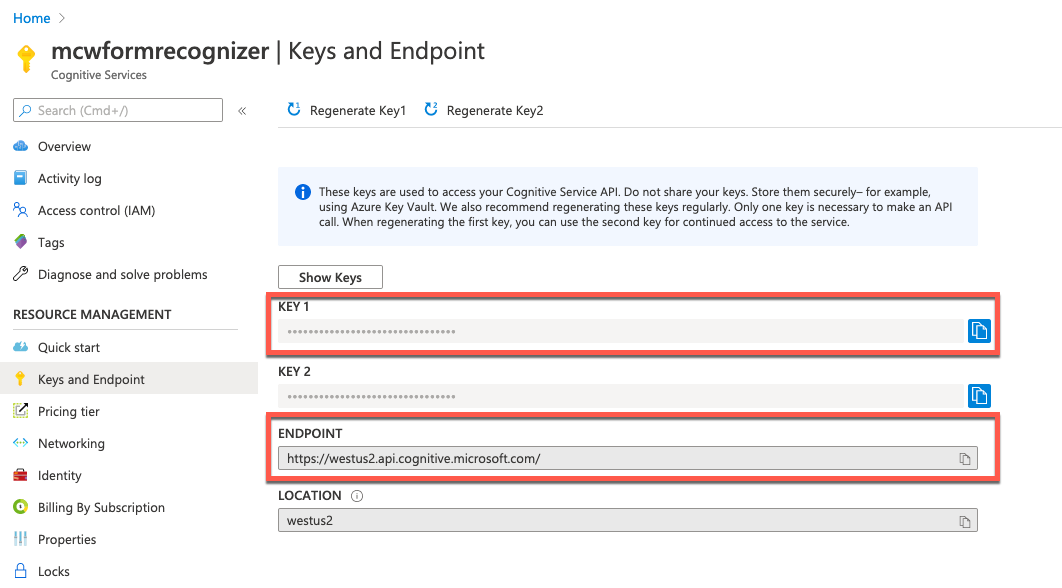 Home
mcwformrecognizer | Keys and Endpoint
Cognitive Services
Search (Cmd+/)
«
Overview
Activity log
Access control (IAM)
Tags
Diagnose and solve problems
RESOURCE MANAGEMENT
Quick start
Keys and Endpoint
Pricing tier
Networking
Identity
Billing By Subscription
Properties
Locks
Regenerate Key1
Regenerate Key2
These keys are used to access your Cognitive Service API. Do not share your keys. Store them securely– for example,
using Azure Key Vault. We also recommend regenerating these keys regularly. Only one key is necessary to make an API
call. When regenerating the first key, you can use the second key for continued access to the service.
Show Keys
KEY 1
••••••••••••••••••••••••••••••••
KEY 2
••••••••••••••••••••••••••••••••
ENDPOINT
https://westus2.api.cognitive.microsoft.com/
LOCATION
westus2